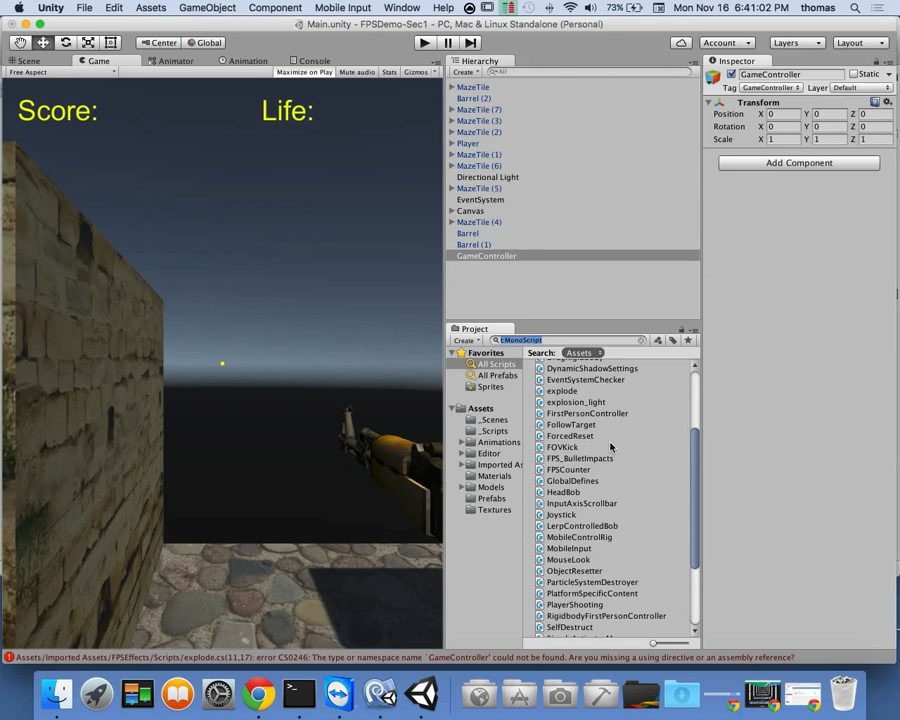 Unity File Edit Assets GameObject Component Mobile Input Window Help 73% Mon Nov 16 6:41:02 PM thomas
Main.unity - FPSDemo-Sec1 - PC, Mac & Linux Standalone (Personal)
Center Global Account Layers Layout
Scene Game Animator Animation Console
Free Aspect Maximize on Play Mute audio Stats Gizmos
Score: Life:
Hierarchy
Create All
MazeTile
Barrel (2)
MazeTile (7)
MazeTile (3)
MazeTile (2)
Player
MazeTile (1)
MazeTile (6)
Directional Light
MazeTile (5)
EventSystem
Canvas
MazeTile (4)
Barrel
Barrel (1)
GameController
Project
Create t:MonoScript
Favorites
All Scripts
All Prefabs
Sprites
Assets
_Scenes
_Scripts
Animations
Editor
Imported As
Materials
Models
Prefabs
Textures
Search: Assets
DynamicShadowSettings
EventSystemChecker
explode
explosion_light
FirstPersonController
FollowTarget
ForcedReset
FOVKick
FPS_BulletImpacts
FPSCounter
GlobalDefines
HeadBob
InputAxisScrollbar
Joystick
LerpControlledBob
MobileControlRig
MobileInput
MouseLook
ObjectResetter
ParticleSystemDestroyer
PlatformSpecificContent
PlayerShooting
RigidbodyFirstPersonController
SelfDestruct
Inspector
GameController Static
Tag GameController Layer Default
Transform
Position X 0 Y 0 Z 0
Rotation X 0 Y 0 Z 0
Scale X 1 Y 1 Z 1
Add Component
Assets/Imported Assets/FPSEffects/Scripts/explode.cs(11,17): error CS0246: The type or namespace name `GameController' could not be found. Are you missing a using directive or an assembly reference?